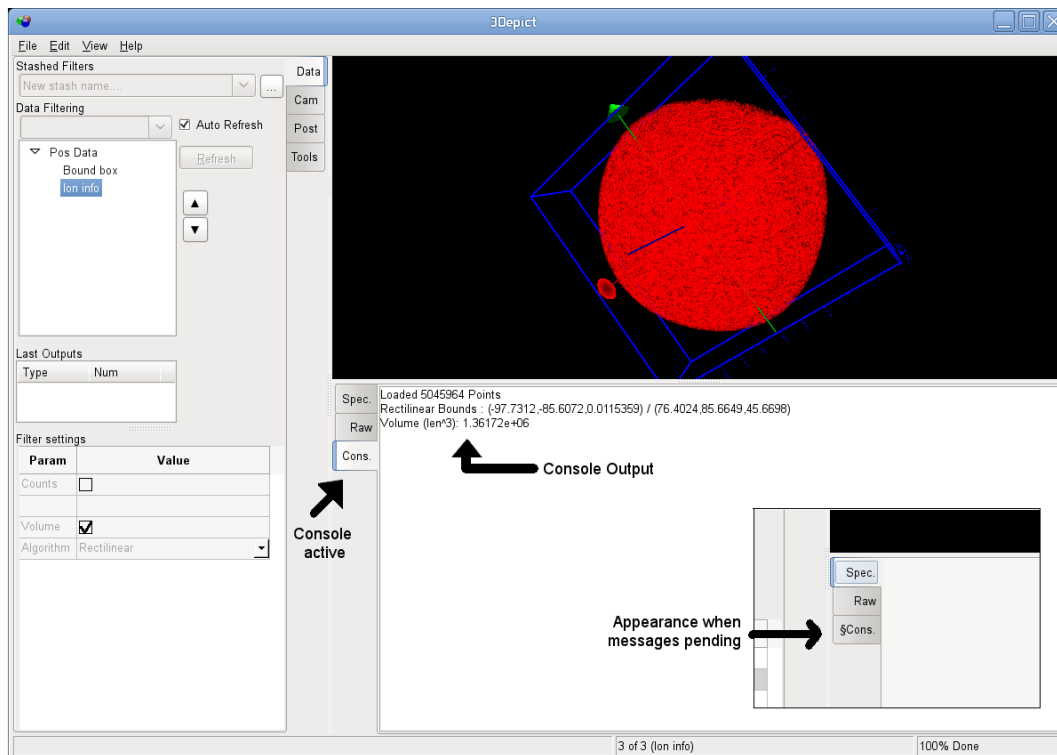 3Depict
File Edit View Help
Stashed Filters
New stash name....
...
Data Filtering
Auto Refresh
Refresh
Pos Data
Bound box
Ion info
Data
Cam
Post
Tools
Last Outputs
Type Num
Filter settings
Param Value
Counts
Volume
Algorithm Rectilinear
Spec.
Raw
Cons.
Loaded 5045964 Points
Rectilinear Bounds : (-97.7312,-85.6072,0.0115359) / (76.4024,85.6649,45.6698)
Volume (len^3): 1.36172e+06
Console Output
Console
active
Appearance when
messages pending
Spec.
Raw
§Cons.
3 of 3 (Ion info)
100% Done